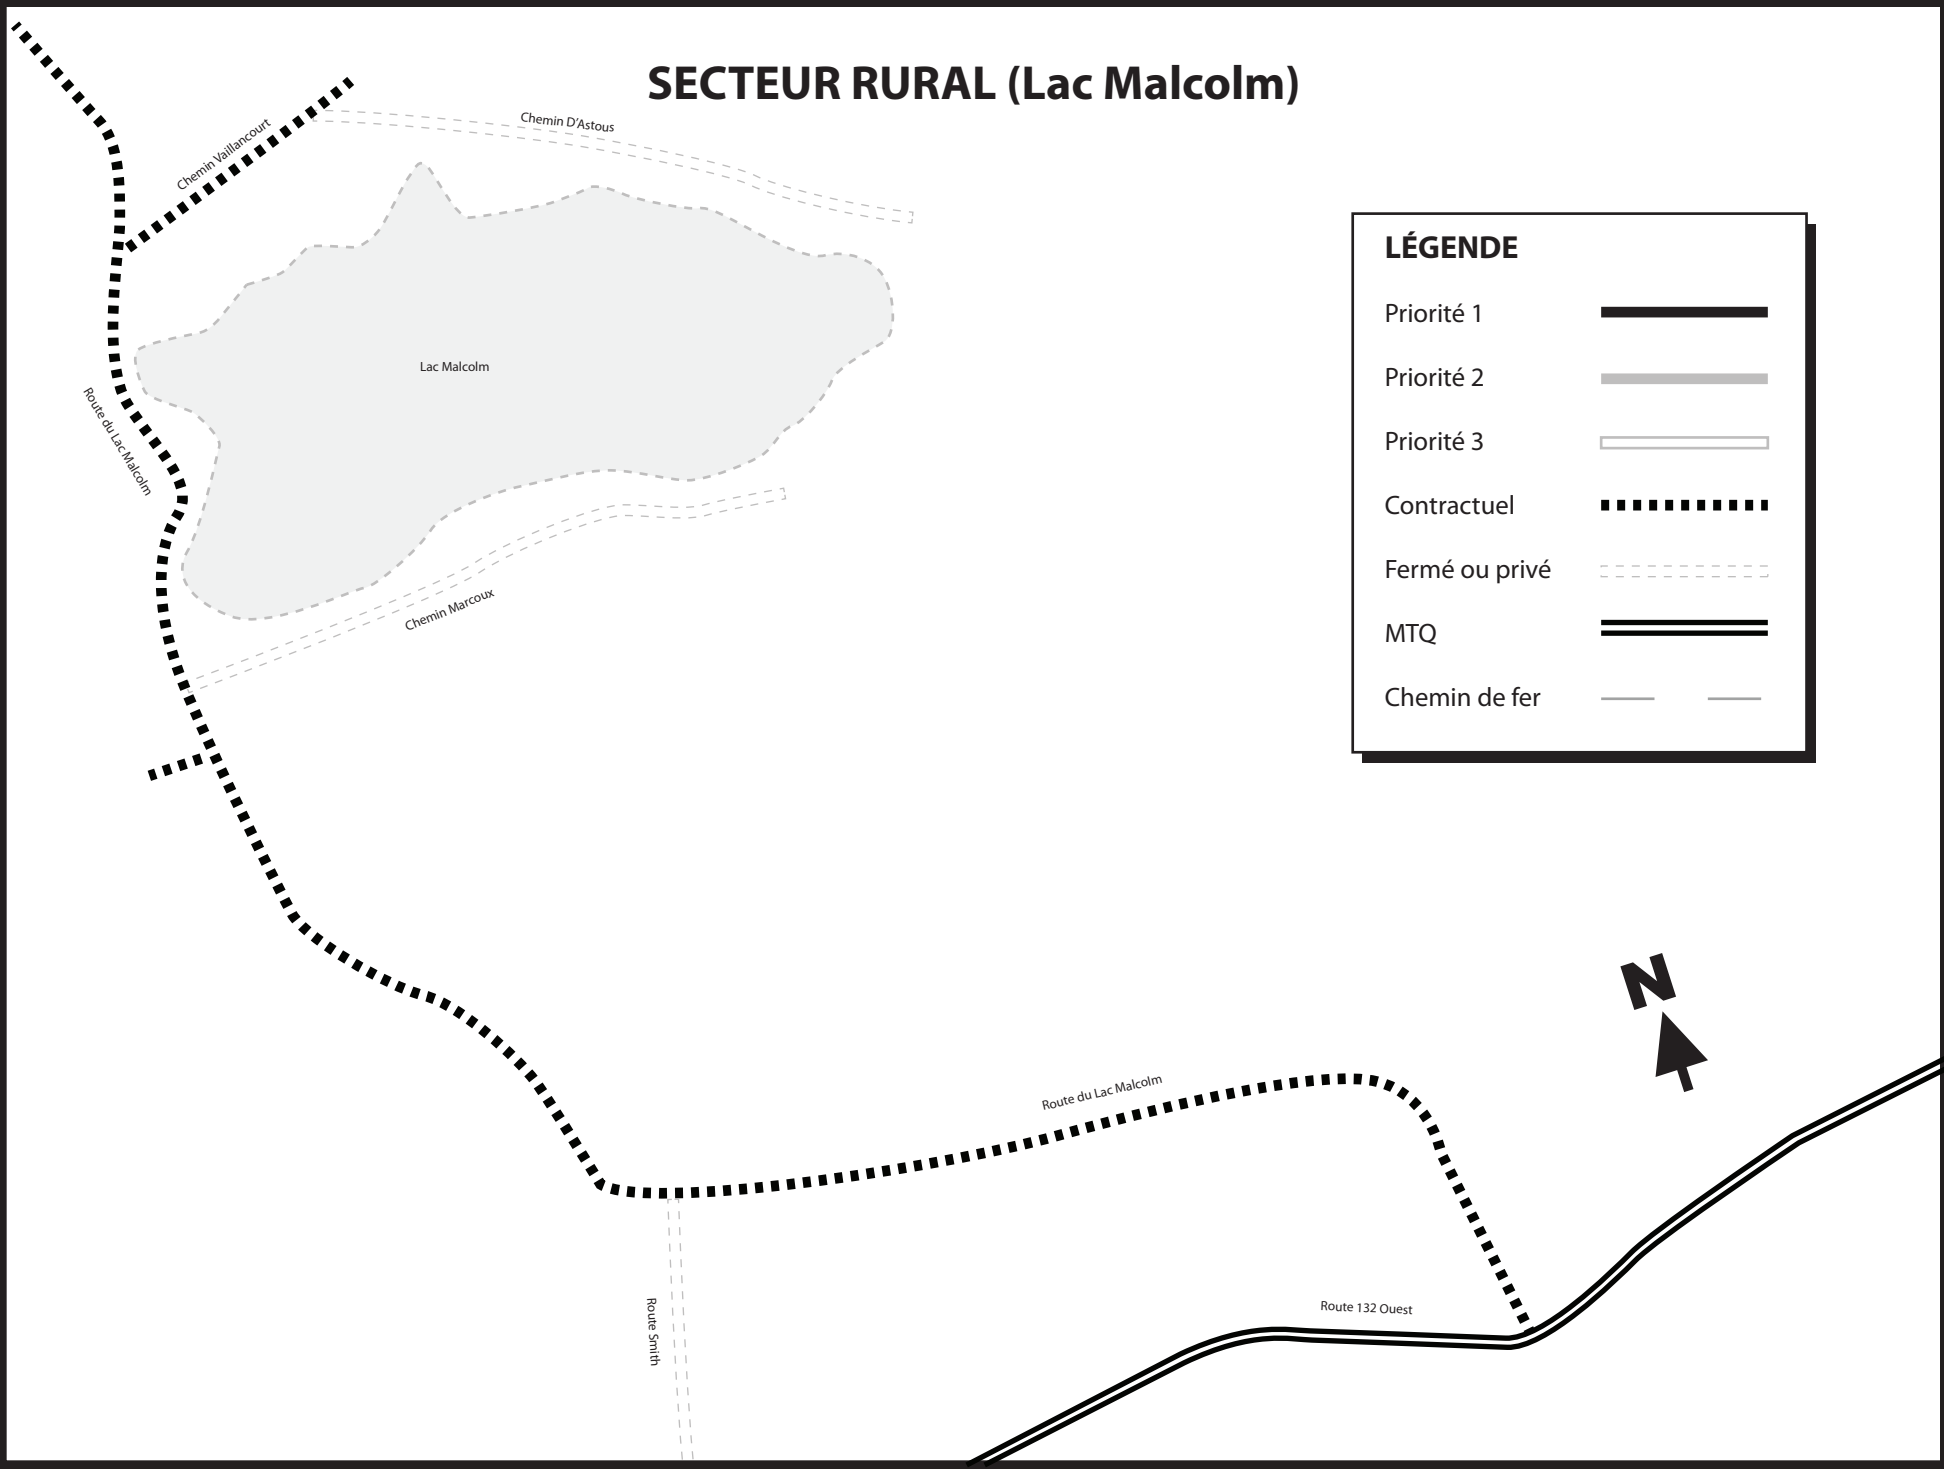 SECTEUR RURAL (Lac Malcolm)
Chemin D'Astous
Chemin Vaillancourt
Lac Malcolm
Route du Lac Malcolm
Chemin Marcoux
LÉGENDE
Priorité 1
Priorité 2
Priorité 3
Contractuel
Fermé ou privé
MTQ
Chemin de fer
N
Route du Lac Malcolm
Route 132 Ouest
Route Smith